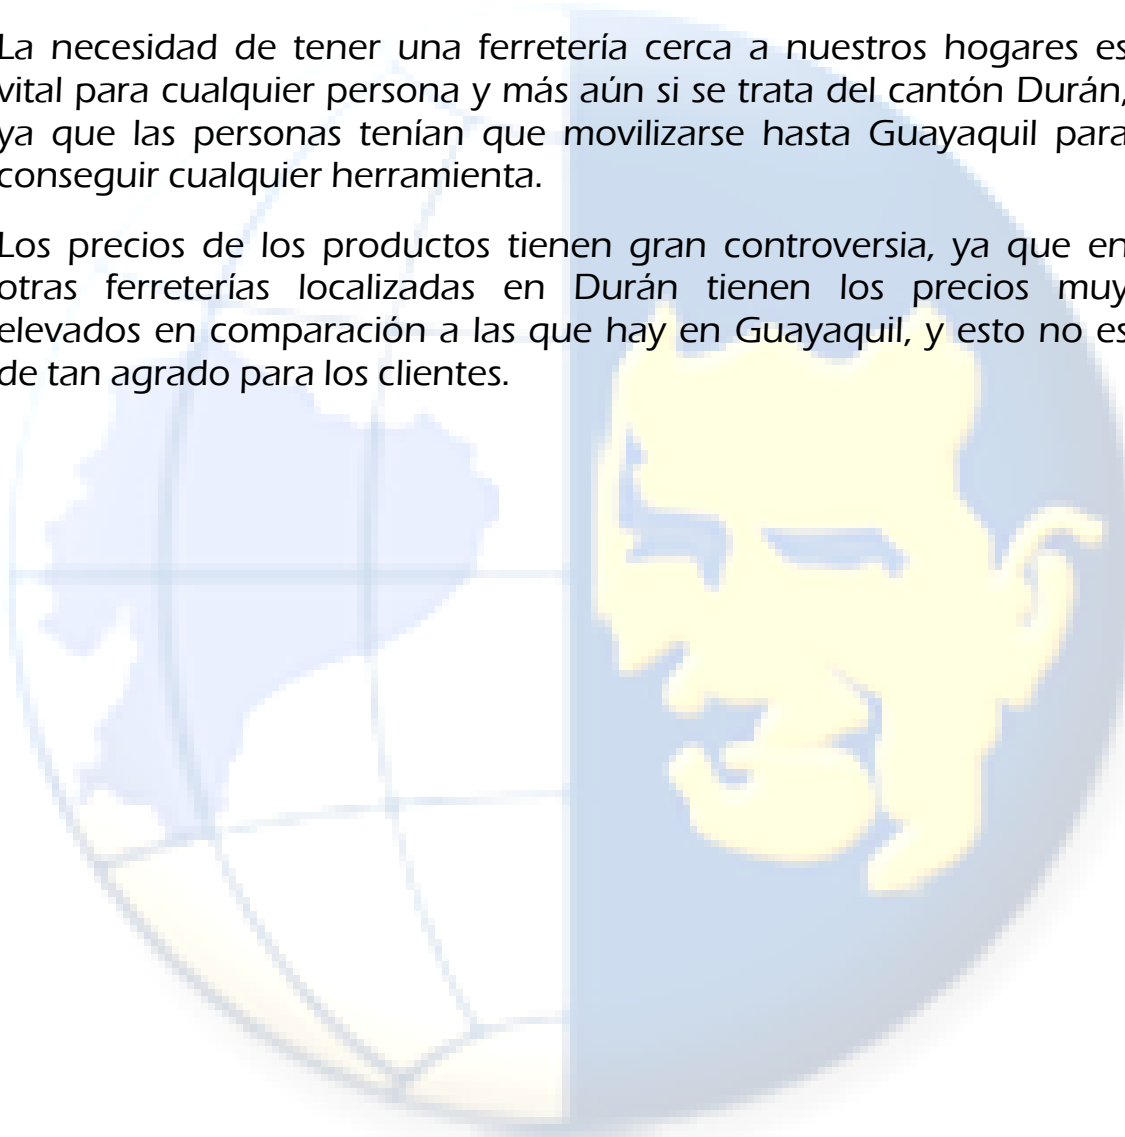 La necesidad de tener una ferretería cerca a nuestros hogares es
vital para cualquier persona y más aún si se trata del cantón Durán,
ya que las personas tenían que movilizarse hasta Guayaquil para
conseguir cualquier herramienta.
Los precios de los productos tienen gran controversia, ya que en
otras ferreterías localizadas en Durán tienen los precios muy
elevados en comparación a las que hay en Guayaquil, y esto no es
de tan agrado para los clientes.